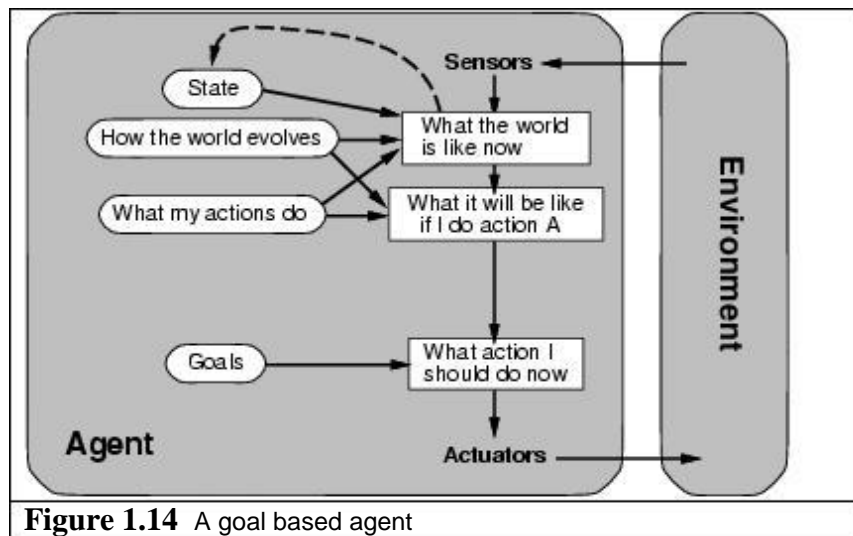 Sensors
State
What the world
is like now
How the world evolves
What it will be like
if I do action A
What my actions do
Environment
What action I
should do now
Goals
Agent
Actuators
Figure 1.14 A goal based agent